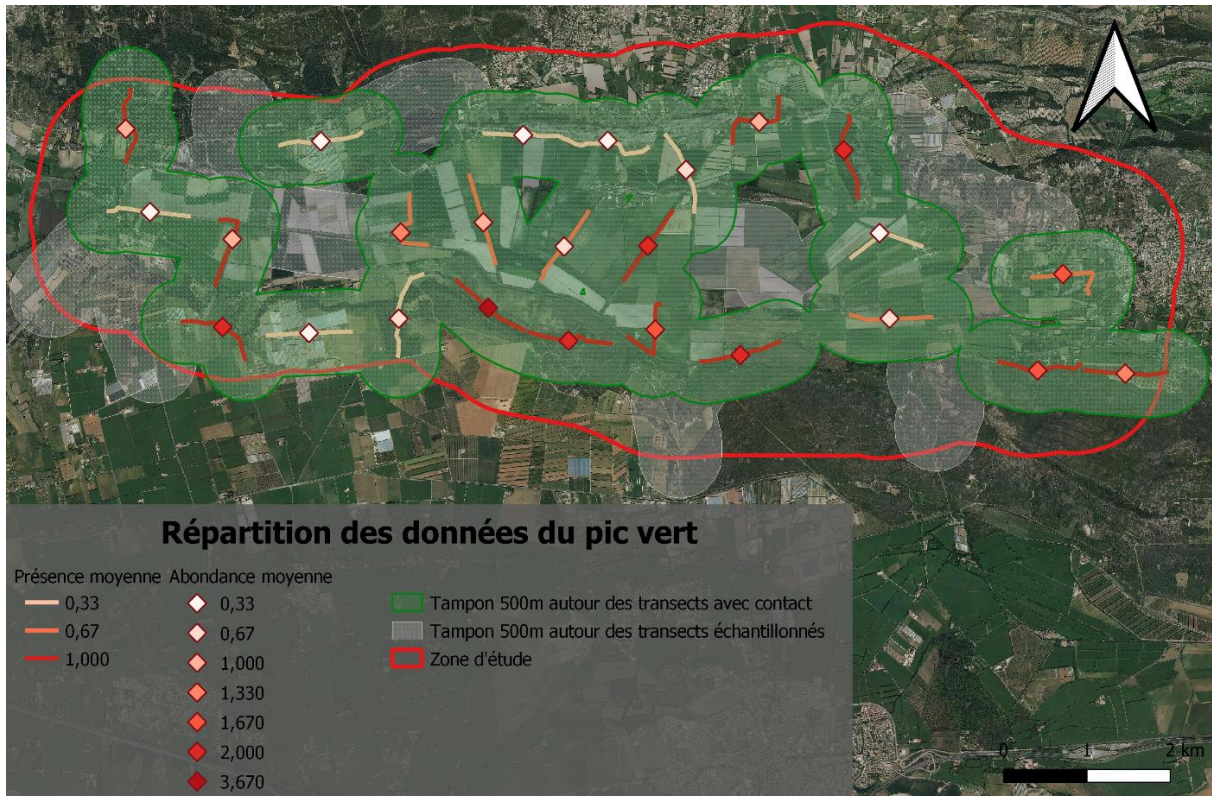 Répartition des données du pic vert
Présence moyenne
0,33
0,67
1,000
Abondance moyenne
0,33
0,67
1,000
1,330
1,670
2,000
3,670
Tampon 500m autour des transects avec contact
Tampon 500m autour des transects échantillonnés
Zone d'étude
0 1 2 km